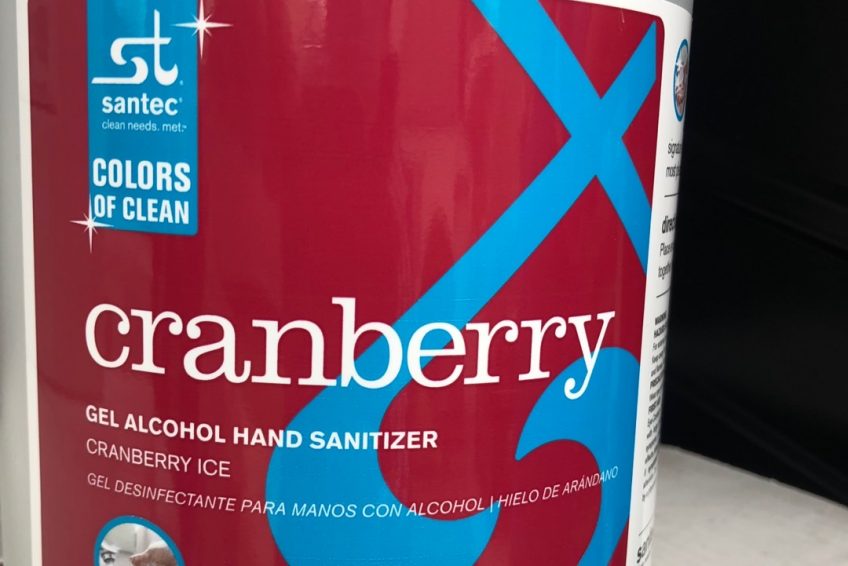 st
santec®
clean needs. met.™
COLORS
OF CLEAN
cranberry
GEL ALCOHOL HAND SANITIZER
CRANBERRY ICE
GEL DESINFECTANTE PARA MANOS CON ALCOHOL | HIELO DE ARÁNDANO